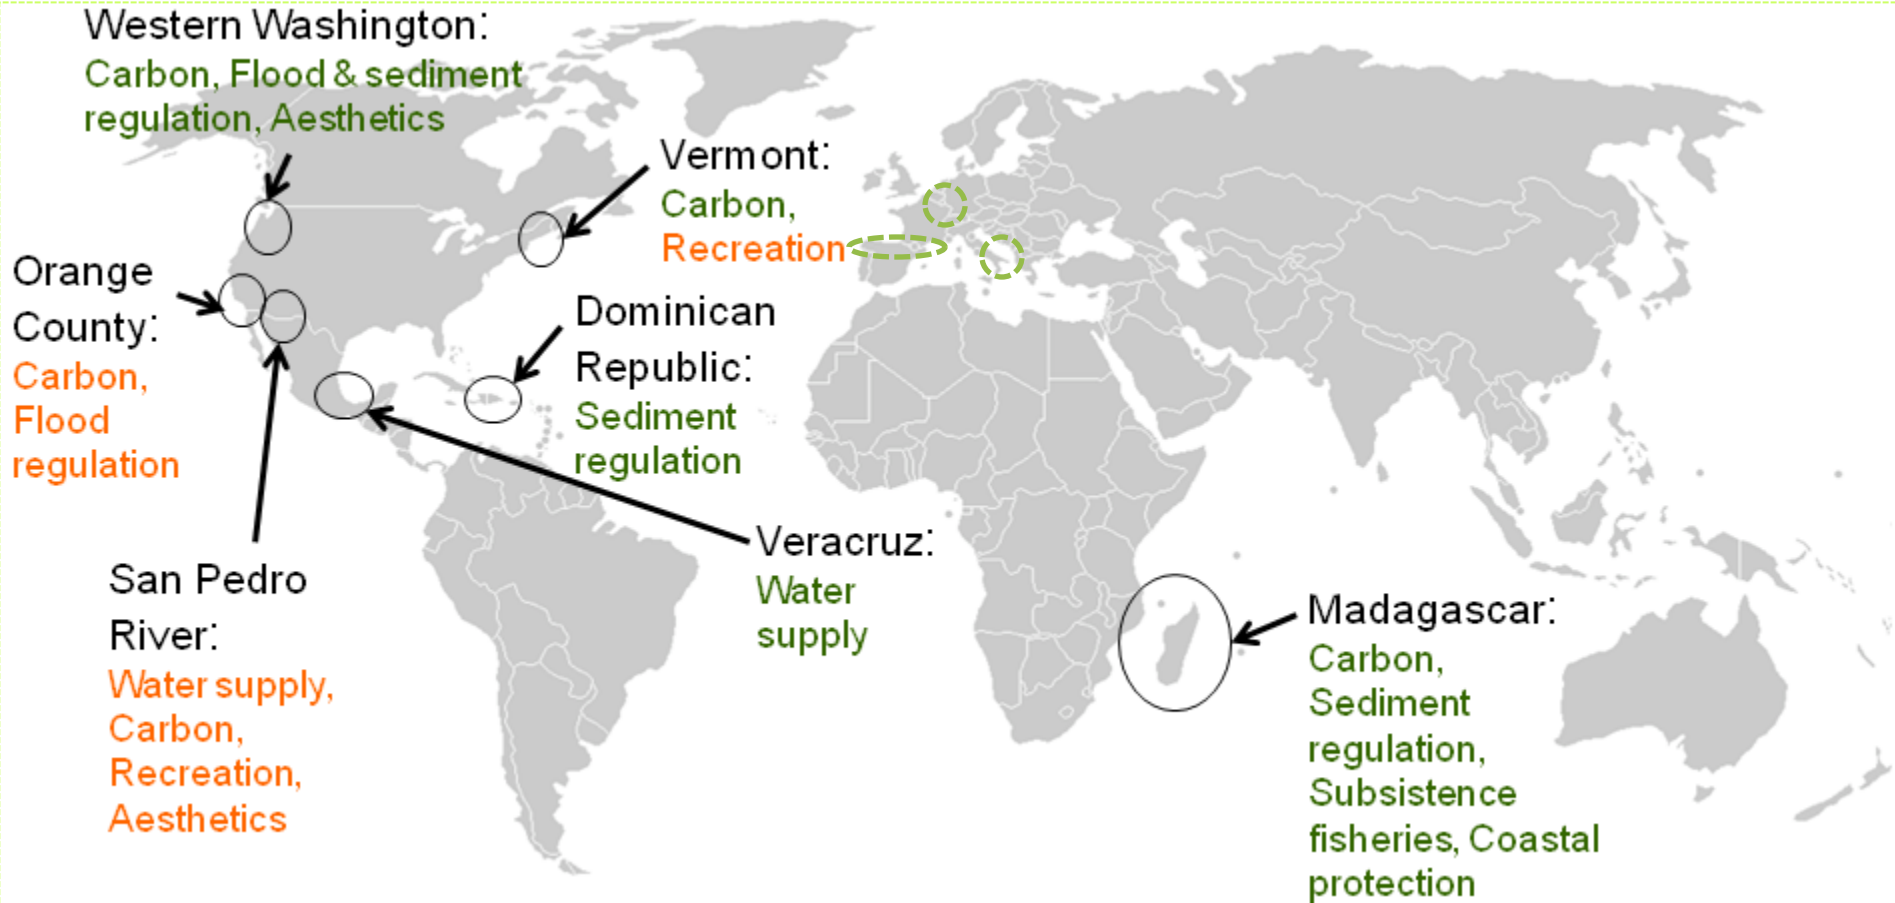 Western Washington:
Carbon, Flood & sediment
regulation, Aesthetics
Vermont:
Carbon,
Recreation
Orange
County:
Carbon,
Flood
regulation
Dominican
Republic:
Sediment
regulation
San Pedro
River:
Water supply,
Carbon,
Recreation,
Aesthetics
Veracruz:
Water
supply
Madagascar:
Carbon,
Sediment
regulation,
Subsistence
fisheries, Coastal
protection